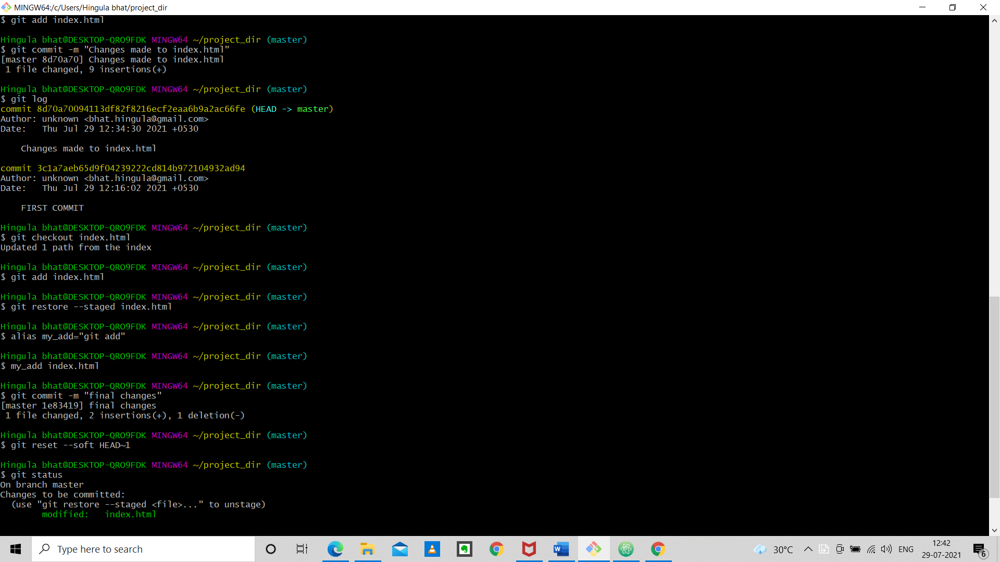 MINGW64:/c/Users/Hingula bhat/project_dir
$ git add index.html
Hingula bhat@DESKTOP-QRO9FDK MINGW64 ~/project_dir (master)
$ git commit -m "Changes made to index.html"
[master 8d70a70] Changes made to index.html
 1 file changed, 9 insertions(+)
Hingula bhat@DESKTOP-QRO9FDK MINGW64 ~/project_dir (master)
$ git log
commit 8d70a70094113df82f8216ecf2eaa6b9a2ac66fe (HEAD -> master)
Author: unknown <bhat.hingula@gmail.com>
Date:   Thu Jul 29 12:34:30 2021 +0530
    Changes made to index.html
commit 3c1a7aeb65d9f04239222cd814b972104932ad94
Author: unknown <bhat.hingula@gmail.com>
Date:   Thu Jul 29 12:16:02 2021 +0530
    FIRST COMMIT
Hingula bhat@DESKTOP-QRO9FDK MINGW64 ~/project_dir (master)
$ git checkout index.html
Updated 1 path from the index
Hingula bhat@DESKTOP-QRO9FDK MINGW64 ~/project_dir (master)
$ git add index.html
Hingula bhat@DESKTOP-QRO9FDK MINGW64 ~/project_dir (master)
$ git restore --staged index.html
Hingula bhat@DESKTOP-QRO9FDK MINGW64 ~/project_dir (master)
$ alias my_add="git add"
Hingula bhat@DESKTOP-QRO9FDK MINGW64 ~/project_dir (master)
$ my_add index.html
Hingula bhat@DESKTOP-QRO9FDK MINGW64 ~/project_dir (master)
$ git commit -m "final changes"
[master 1e83419] final changes
 1 file changed, 2 insertions(+), 1 deletion(-)
Hingula bhat@DESKTOP-QRO9FDK MINGW64 ~/project_dir (master)
$ git reset --soft HEAD~1
Hingula bhat@DESKTOP-QRO9FDK MINGW64 ~/project_dir (master)
$ git status
On branch master
Changes to be committed:
  (use "git restore --staged <file>..." to unstage)
        modified:   index.html
Type here to search
W
30°C
ENG
12:42
29-07-2021
6